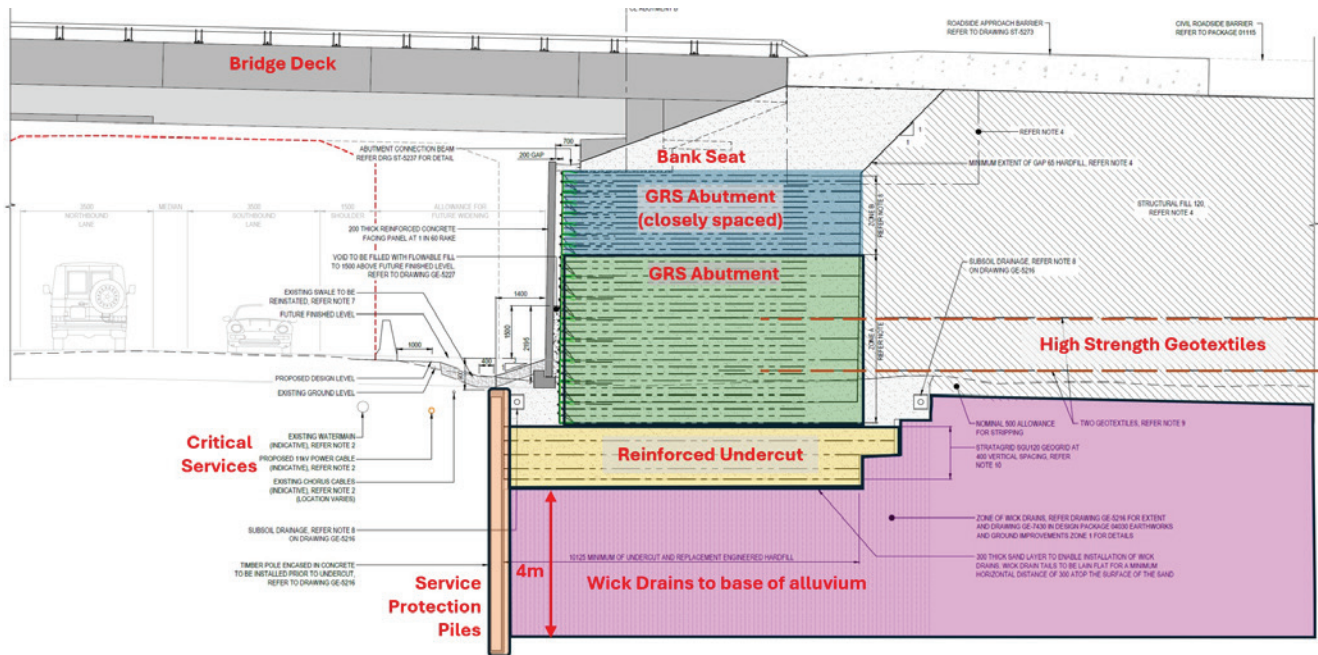 ROADSIDE APPROACH BARRIER
REFER TO DRAWING ST-5273
CIVIL ROADSIDE BARRIER
REFER TO PACKAGE 01115
Bridge Deck
700
200 GAP
ABUTMENT CONNECTION BEAM
REFER DRG ST-5237 FOR DETAIL
Bank Seat
1
1
REFER NOTE 4
MINIMUM EXTENT OF GAP 65 HARDFILL, REFER NOTE 4
GRS Abutment
(closely spaced)
ZONE B
STRUCTURAL FILL 120,
REFER NOTE 4
3500
NORTHBOUND
LANE
MEDIAN
3500
SOUTHBOUND
LANE
1500
SHOULDER
ALLOWANCE FOR
FUTURE WIDENING
200 THICK REINFORCED CONCRETE
FACING PANEL AT 1 IN 60 RAKE
VOID TO BE FILLED WITH FLOWABLE FILL
TO 1500 ABOVE FUTURE FINISHED LEVEL.
REFER TO DRAWING GE-5227
GRS Abutment
SUBSOIL DRAINAGE, REFER NOTE 8
ON DRAWING GE-5216
EXISTING SWALE TO BE
REINSTATED, REFER NOTE 7
FUTURE FINISHED LEVEL
1400
1500
2195
1000
400
ZONE A
High Strength Geotextiles
PROPOSED DESIGN LEVEL
EXISTING GROUND LEVEL
NOMINAL 500 ALLOWANCE
FOR STRIPPING
TWO GEOTEXTILES, REFER NOTE 9
Critical
Services
EXISTING WATERMAIN
(INDICATIVE), REFER NOTE 2
PROPOSED 11kV POWER CABLE
(INDICATIVE), REFER NOTE 2
EXISTING CHORUS CABLES
(INDICATIVE), REFER NOTE 2
(LOCATION VARIES)
Reinforced Undercut
STRATAGRID SGU120 GEOGRID AT
400 VERTICAL SPACING, REFER
NOTE 10
SUBSOIL DRAINAGE, REFER NOTE 8
ON DRAWING GE-5216
ZONE OF WICK DRAINS, REFER DRAWING GE-5216 FOR EXTENT
AND DRAWING GE-7430 IN DESIGN PACKAGE 04030 EARTHWORKS
AND GROUND IMPROVEMENTS ZONE 1 FOR DETAILS
10125 MINIMUM OF UNDERCUT AND REPLACEMENT ENGINEERED HARDFILL
300 THICK SAND LAYER TO ENABLE INSTALLATION OF WICK
DRAINS. WICK DRAIN TAILS TO BE LAIN FLAT FOR A MINIMUM
HORIZONTAL DISTANCE OF 300 ATOP THE SURFACE OF THE SAND
TIMBER POLE ENCASED IN CONCRETE
TO BE INSTALLED PRIOR TO UNDERCUT,
REFER TO DRAWING GE-5216
Service
Protection
Piles
4m
Wick Drains to base of alluvium